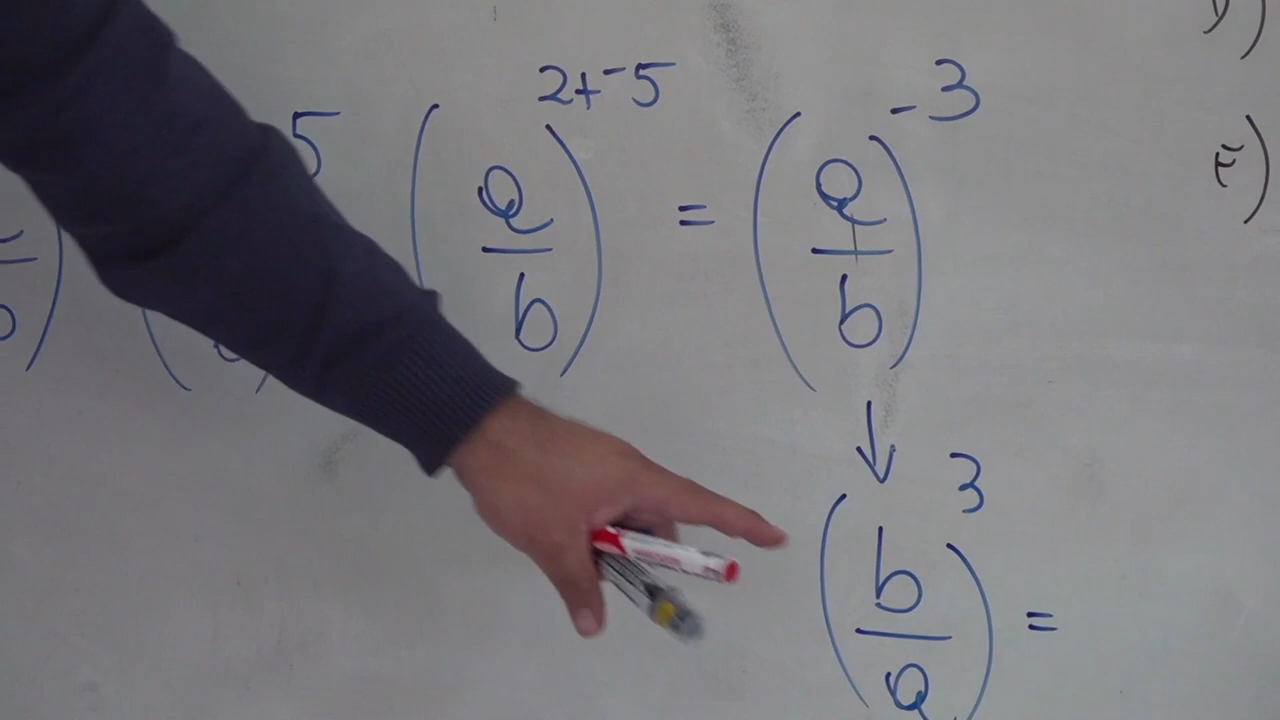 5 (a/b)^2+-5 = (a/b)^-3
↓
(b/a)^3 =
F)